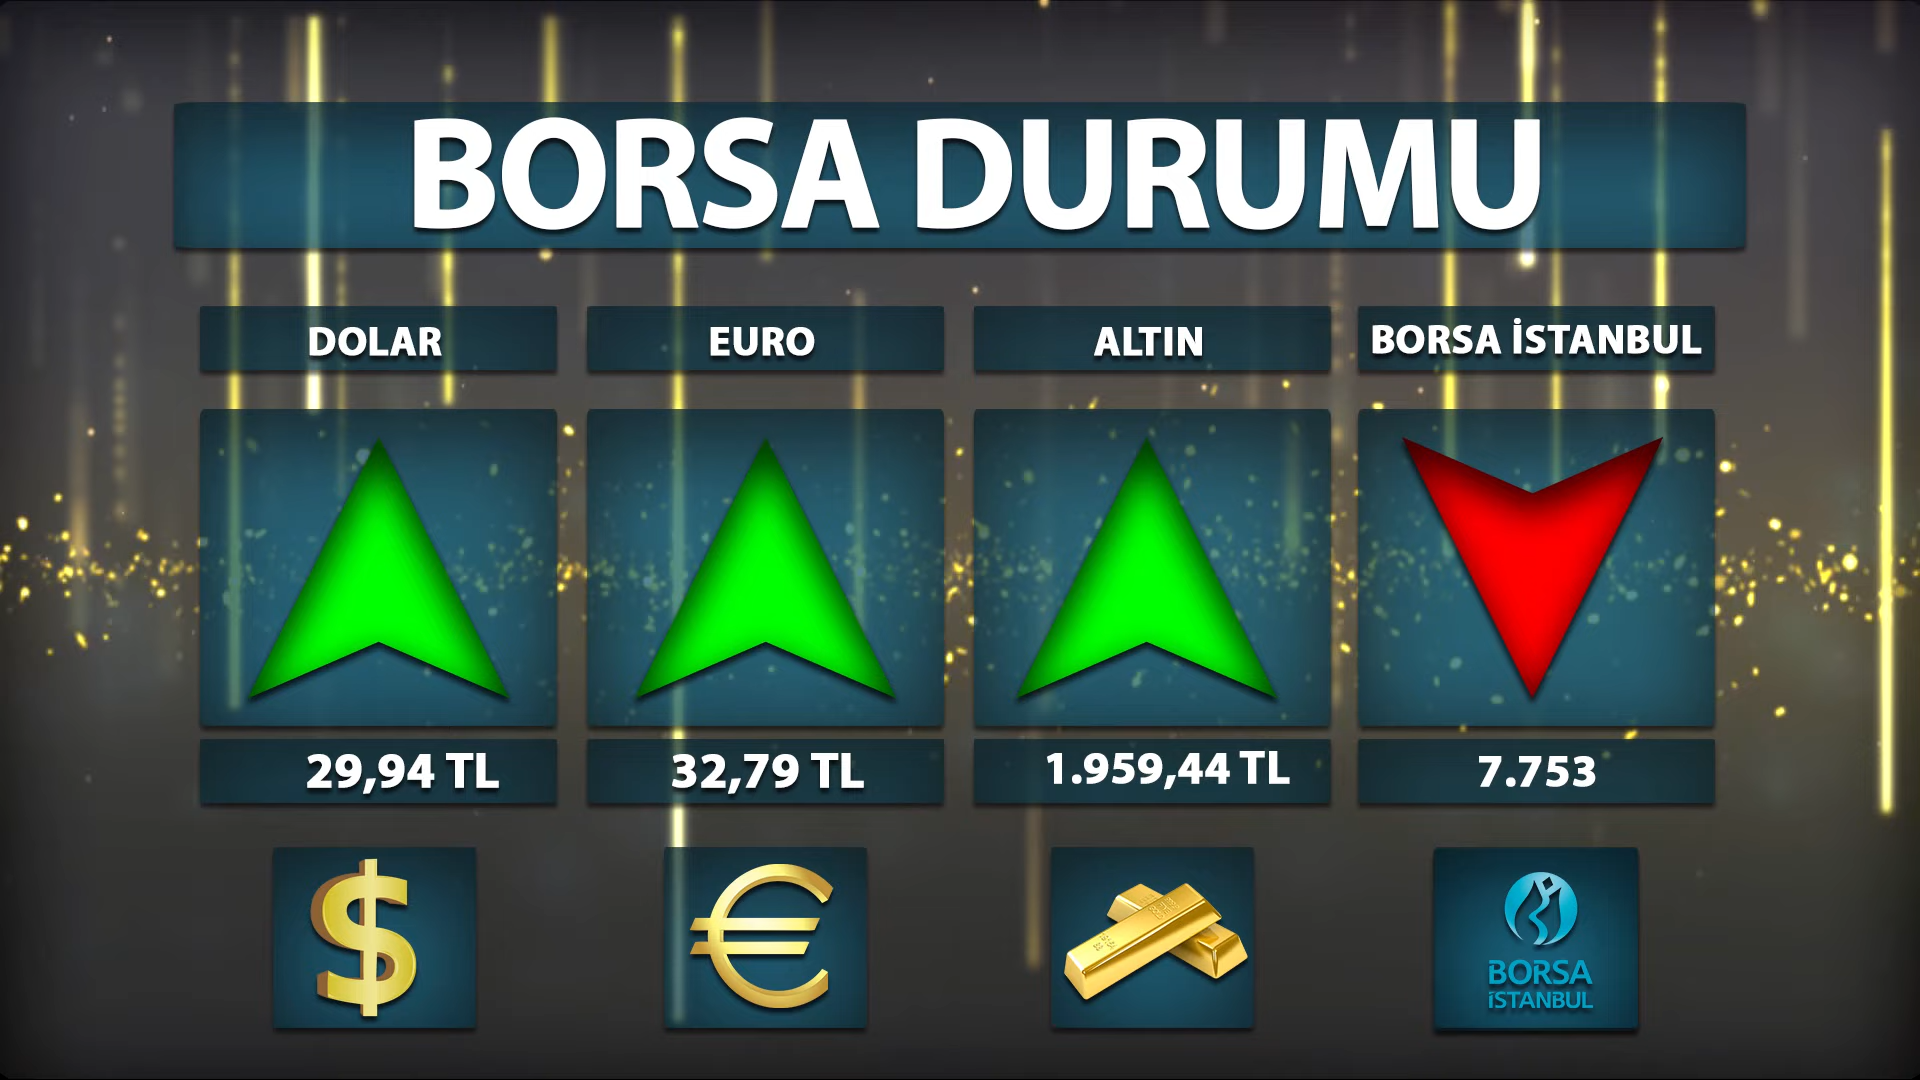 BORSA DURUMU
DOLAR
EURO
ALTIN
BORSA İSTANBUL
29,94 TL
32,79 TL
1.959,44 TL
7.753
BORSA
İSTANBUL